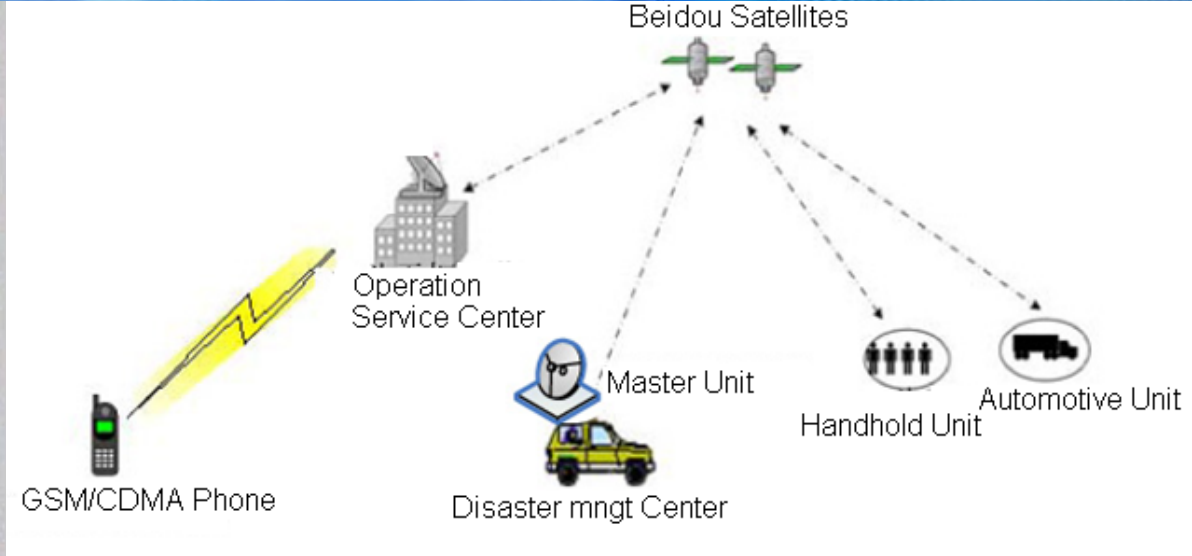 Beidou Satellites
Operation
Service Center
Master Unit
Automotive Unit
Handhold Unit
GSM/CDMA Phone
Disaster mngt Center